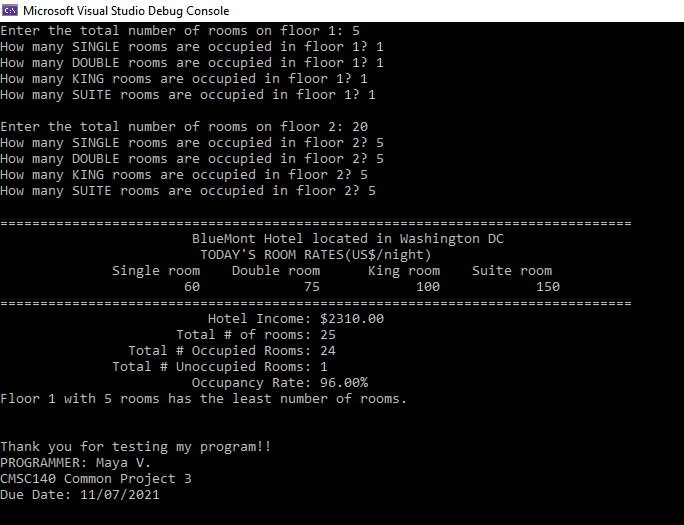 C:\
Microsoft Visual Studio Debug Console
Enter the total number of rooms on floor 1: 5
How many SINGLE rooms are occupied in floor 1? 1
How many DOUBLE rooms are occupied in floor 1? 1
How many KING rooms are occupied in floor 1? 1
How many SUITE rooms are occupied in floor 1? 1
Enter the total number of rooms on floor 2: 20
How many SINGLE rooms are occupied in floor 2? 5
How many DOUBLE rooms are occupied in floor 2? 5
How many KING rooms are occupied in floor 2? 5
How many SUITE rooms are occupied in floor 2? 5
===============================================================================
BlueMont Hotel located in Washington DC
TODAY'S ROOM RATES(US$/night)
Single room Double room King room Suite room
60 75 100 150
===============================================================================
Hotel Income: $2310.00
Total # of rooms: 25
Total # Occupied Rooms: 24
Total # Unoccupied Rooms: 1
Occupancy Rate: 96.00%
Floor 1 with 5 rooms has the least number of rooms.
Thank you for testing my program!!
PROGRAMMER: Maya V.
CMSC140 Common Project 3
Due Date: 11/07/2021